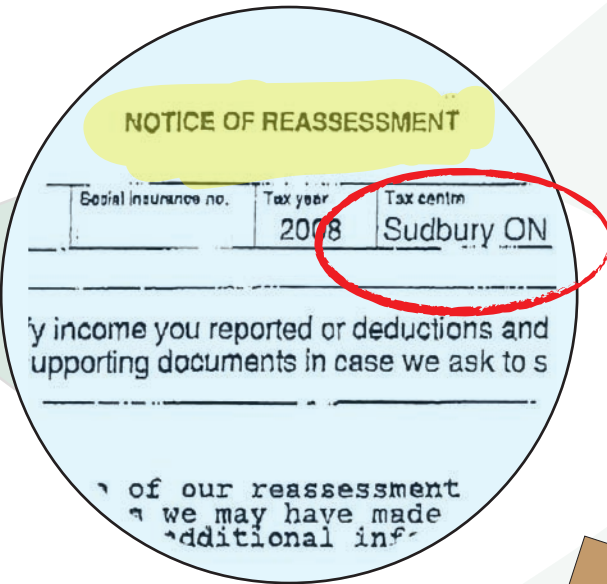 NOTICE OF REASSESSMENT
Social insurance no. Tax year Tax centre
2008 Sudbury ON
income you reported or deductions and
upporting documents in case we ask to s
of our reassessment
we may have made
additional inf